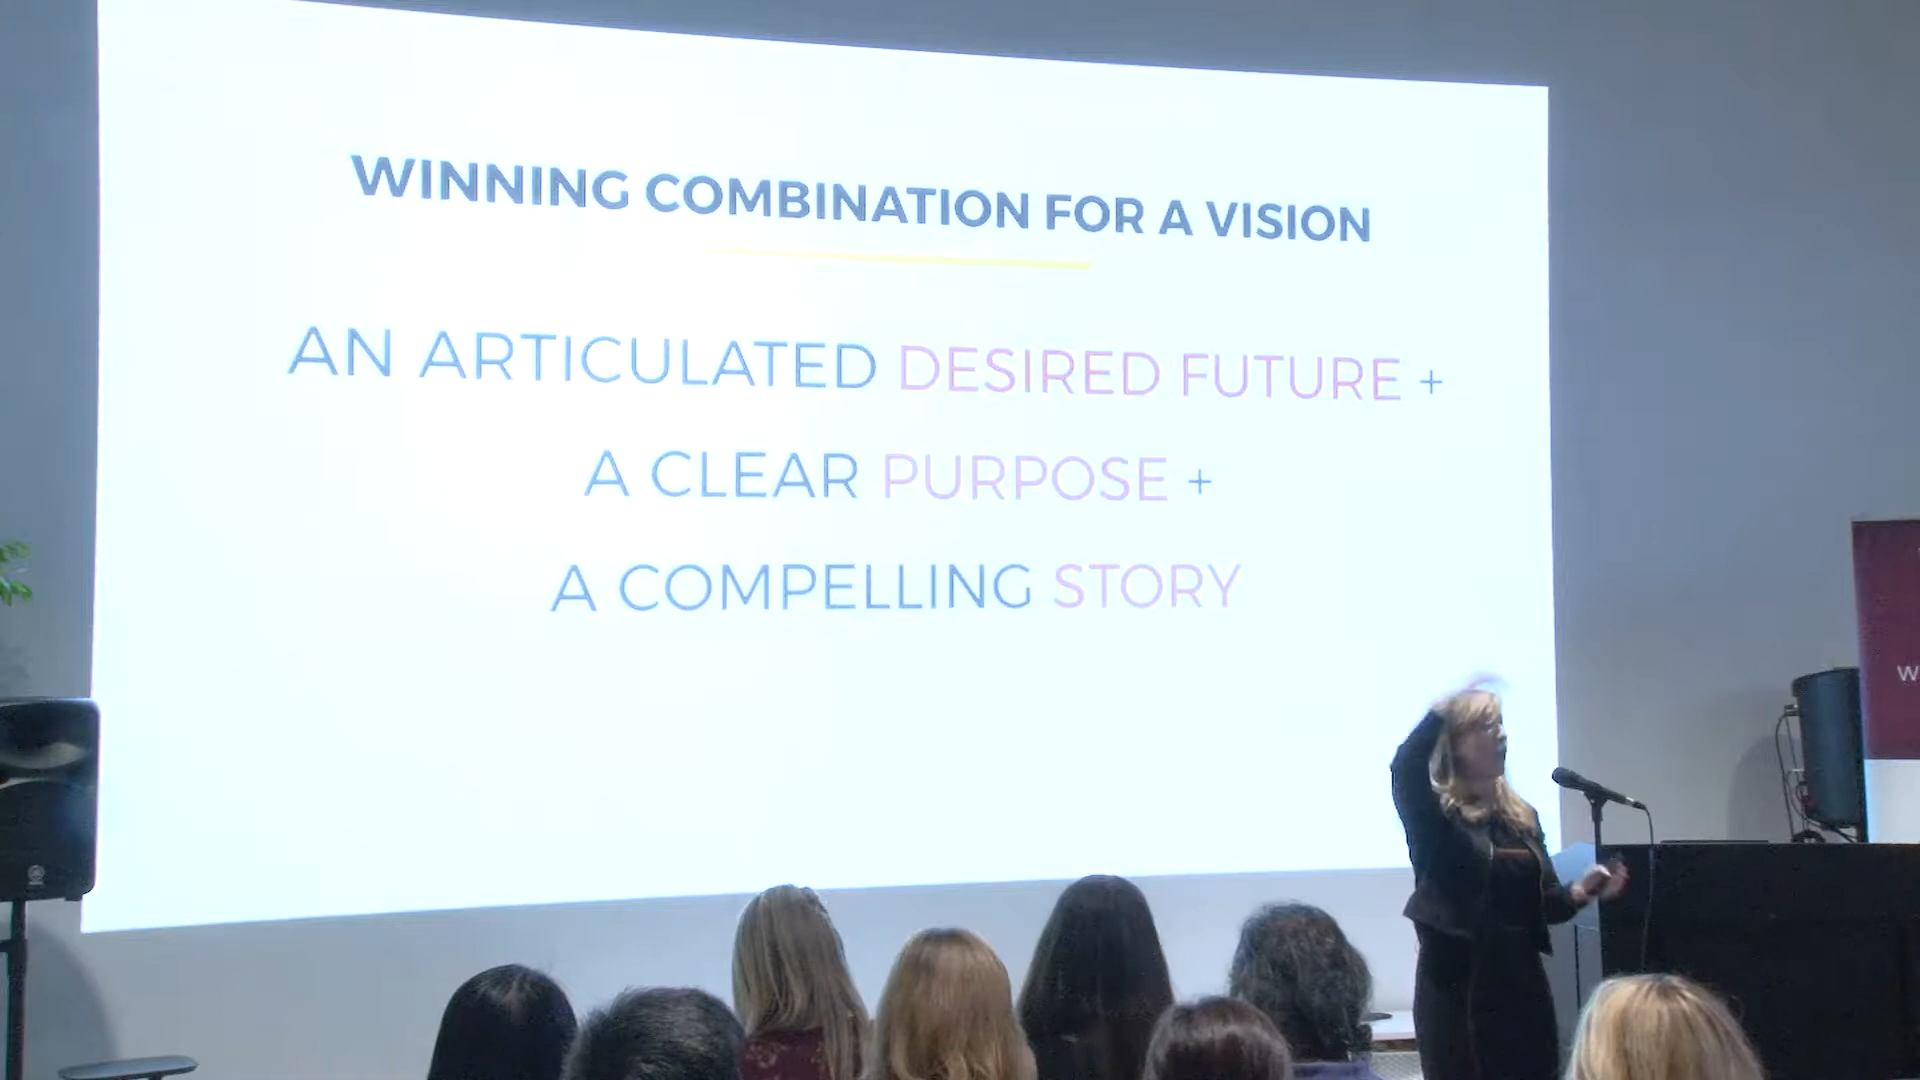 WINNING COMBINATION FOR A VISION
AN ARTICULATED DESIRED FUTURE +
A CLEAR PURPOSE +
A COMPELLING STORY
W